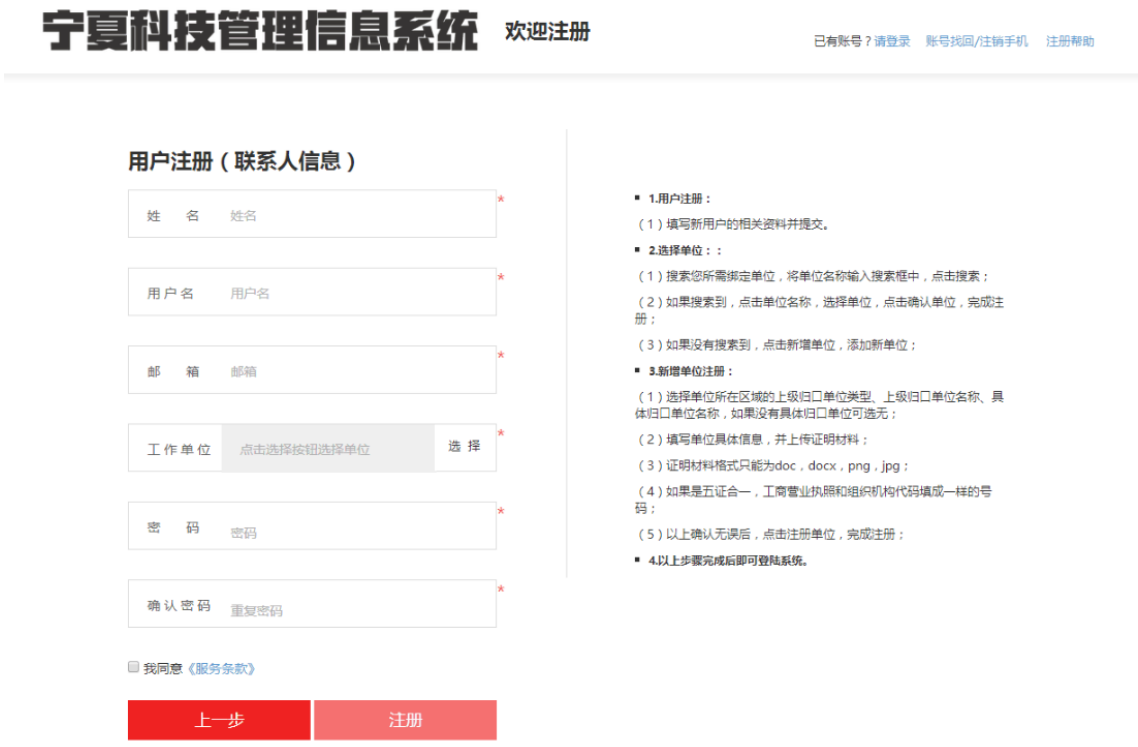 宁夏科技管理信息系统 欢迎注册
已有账号？请登录 账号找回/注销手机 注册帮助
用户注册（联系人信息）
姓 名 姓名 *
用户名 用户名 *
邮 箱 邮箱 *
工作单位 点击选择按钮选择单位 选 择 *
密 码 密码 *
确认密码 重复密码 *
我同意《服务条款》
上一步 注册
1.用户注册：
（1）填写新用户的相关资料并提交。
2.选择单位：：
（1）搜索您所需绑定单位，将单位名称输入搜索框中，点击搜索；
（2）如果搜索到，点击单位名称，选择单位，点击确认单位，完成注
册；
（3）如果没有搜索到，点击新增单位，添加新单位；
3.新增单位注册：
（1）选择单位所在区域的上级归口单位类型、上级归口单位名称、具
体归口单位名称，如果没有具体归口单位可选无；
（2）填写单位具体信息，并上传证明材料；
（3）证明材料格式只能为doc，docx，png，jpg；
（4）如果是五证合一，工商营业执照和组织机构代码填成一样的号
码；
（5）以上确认无误后，点击注册单位，完成注册；
4.以上步骤完成后即可登陆系统。